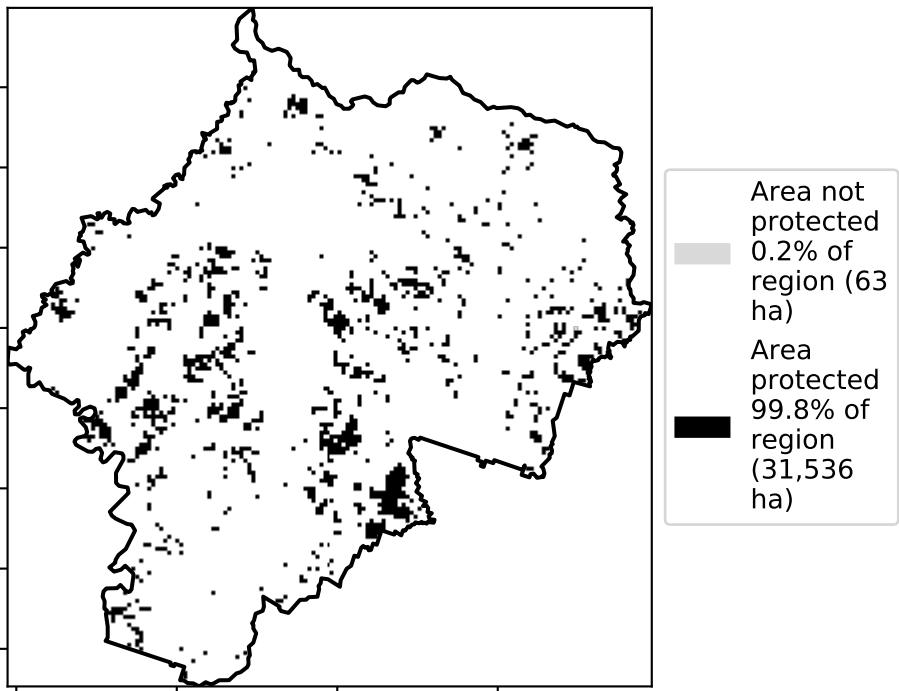 Area not
protected
0.2% of
region (63
ha)
Area
protected
99.8% of
region
(31,536
ha)